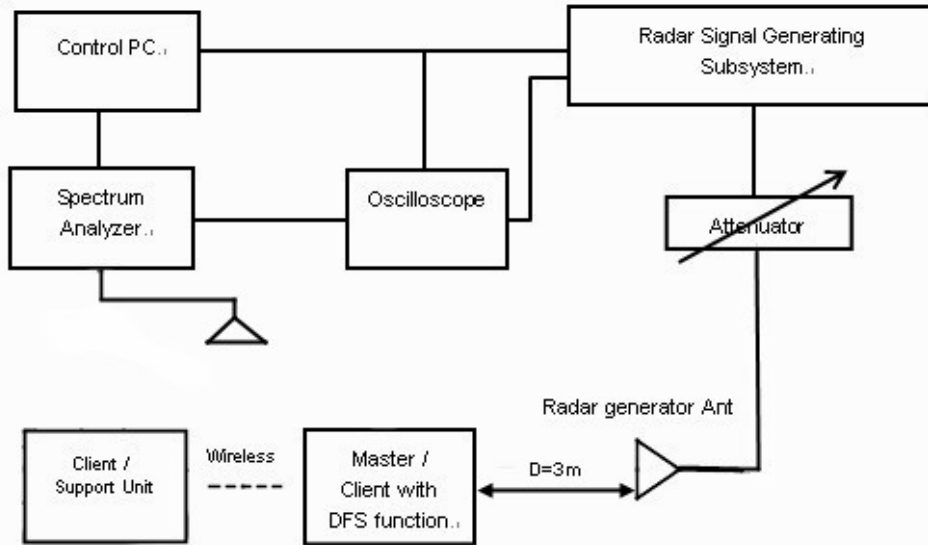 Control PC.
Radar Signal Generating
Subsystem.
Spectrum
Analyzer.
Oscilloscope
Attenuator
Radar generator Ant
Client /
Support Unit
Wireless
Master /
Client with
DFS function.
D=3m